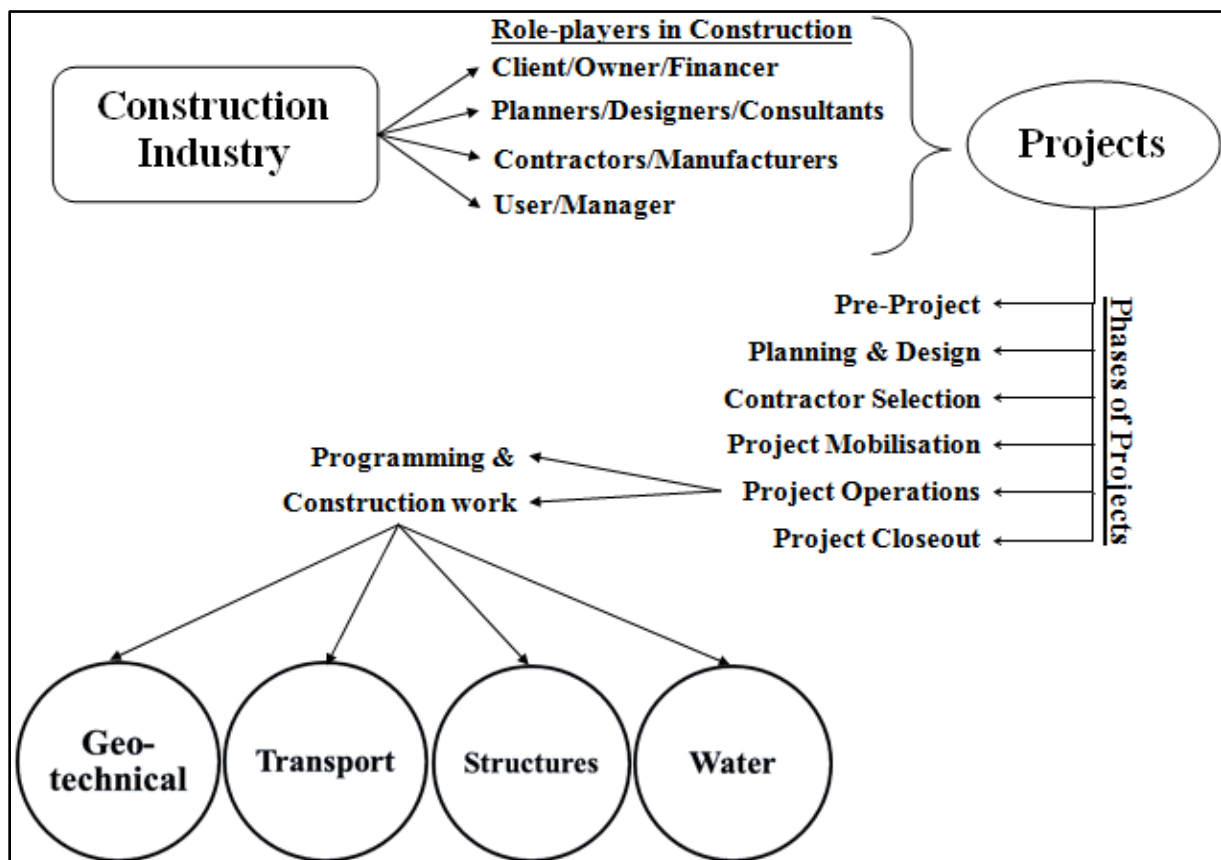 Role-players in Construction
Construction
Industry
Client/Owner/Financer
Planners/Designers/Consultants
Contractors/Manufacturers
User/Manager
Projects
Phases of Projects
Pre-Project
Planning & Design
Contractor Selection
Project Mobilisation
Project Operations
Project Closeout
Programming &
Construction work
Geo-
technical
Transport
Structures
Water